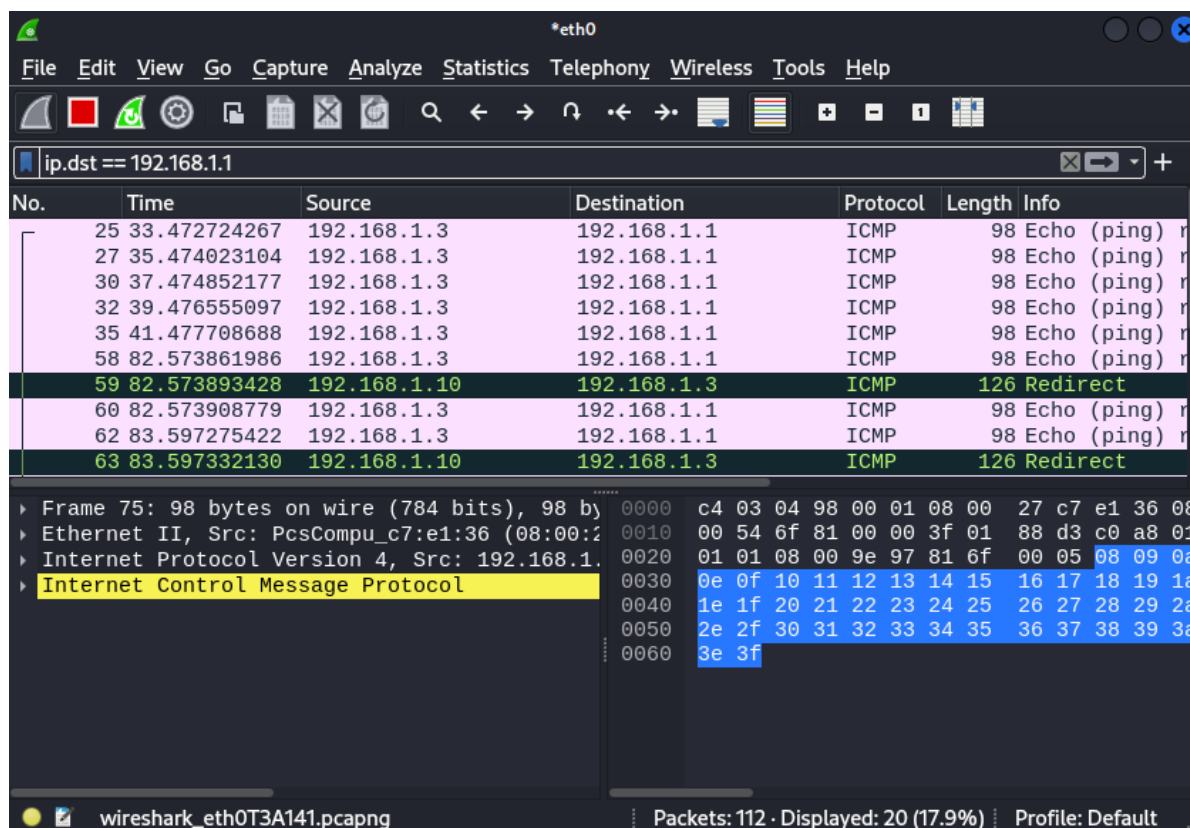 *eth0
File Edit View Go Capture Analyze Statistics Telephony Wireless Tools Help
ip.dst == 192.168.1.1
No. Time Source Destination Protocol Length Info
25 33.472724267 192.168.1.3 192.168.1.1 ICMP 98 Echo (ping) r
27 35.474023104 192.168.1.3 192.168.1.1 ICMP 98 Echo (ping) r
30 37.474852177 192.168.1.3 192.168.1.1 ICMP 98 Echo (ping) r
32 39.476555097 192.168.1.3 192.168.1.1 ICMP 98 Echo (ping) r
35 41.477708688 192.168.1.3 192.168.1.1 ICMP 98 Echo (ping) r
58 82.573861986 192.168.1.3 192.168.1.1 ICMP 98 Echo (ping) r
59 82.573893428 192.168.1.10 192.168.1.3 ICMP 126 Redirect
60 82.573908779 192.168.1.3 192.168.1.1 ICMP 98 Echo (ping) r
62 83.597275422 192.168.1.3 192.168.1.1 ICMP 98 Echo (ping) r
63 83.597332130 192.168.1.10 192.168.1.3 ICMP 126 Redirect
Frame 75: 98 bytes on wire (784 bits), 98 by
Ethernet II, Src: PcsCompu_c7:e1:36 (08:00:2
Internet Protocol Version 4, Src: 192.168.1.
Internet Control Message Protocol
0000 c4 03 04 98 00 01 08 00 27 c7 e1 36 08
0010 00 54 6f 81 00 00 3f 01 88 d3 c0 a8 01
0020 01 01 08 00 9e 97 81 6f 00 05 08 09 0a
0030 0e 0f 10 11 12 13 14 15 16 17 18 19 1a
0040 1e 1f 20 21 22 23 24 25 26 27 28 29 2a
0050 2e 2f 30 31 32 33 34 35 36 37 38 39 3a
0060 3e 3f
wireshark_eth0T3A141.pcapng Packets: 112 · Displayed: 20 (17.9%) Profile: Default